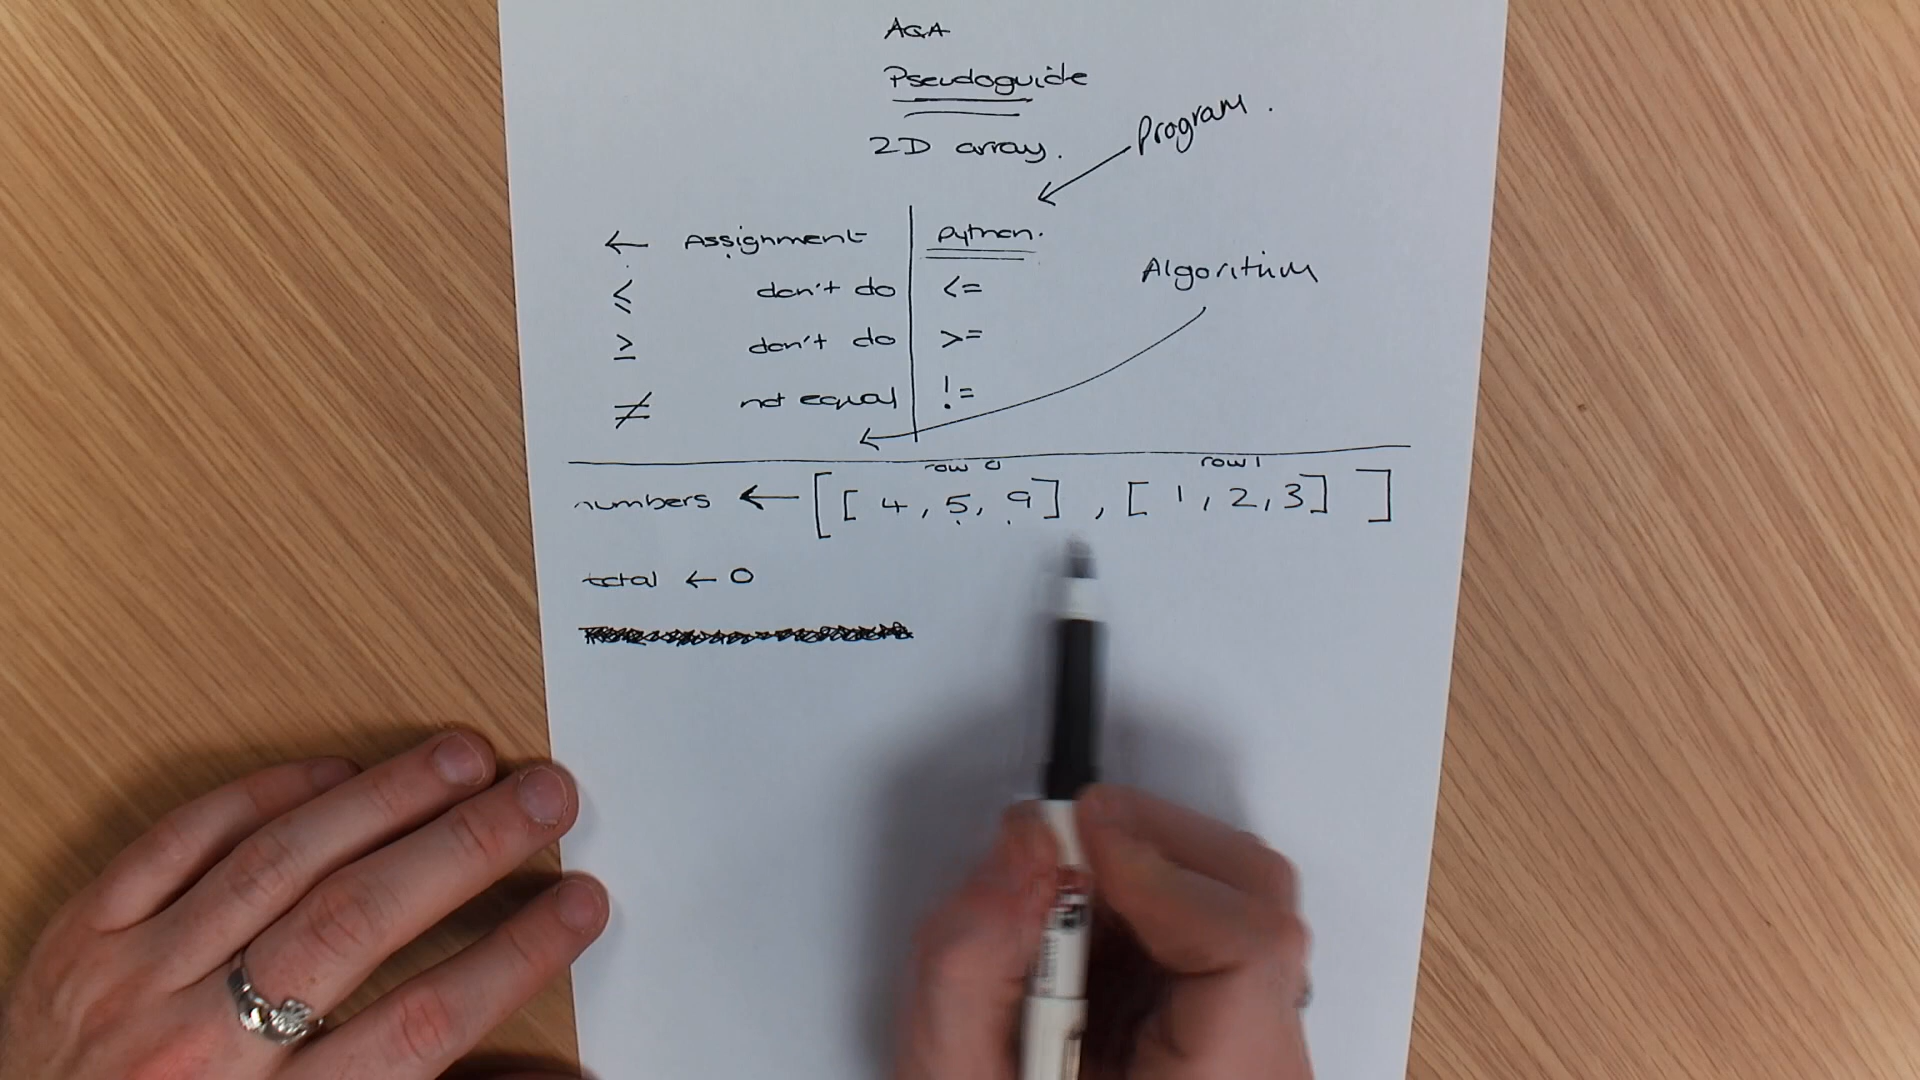 AQA
Pseudoguide
2D array.
Program.
← Assignment python.
≤ don't do <=
≥ don't do >=
≠ not equal !=
Algorithm
row 0 row 1
numbers ← [[4, 5, 9], [1, 2, 3]]
total ← 0